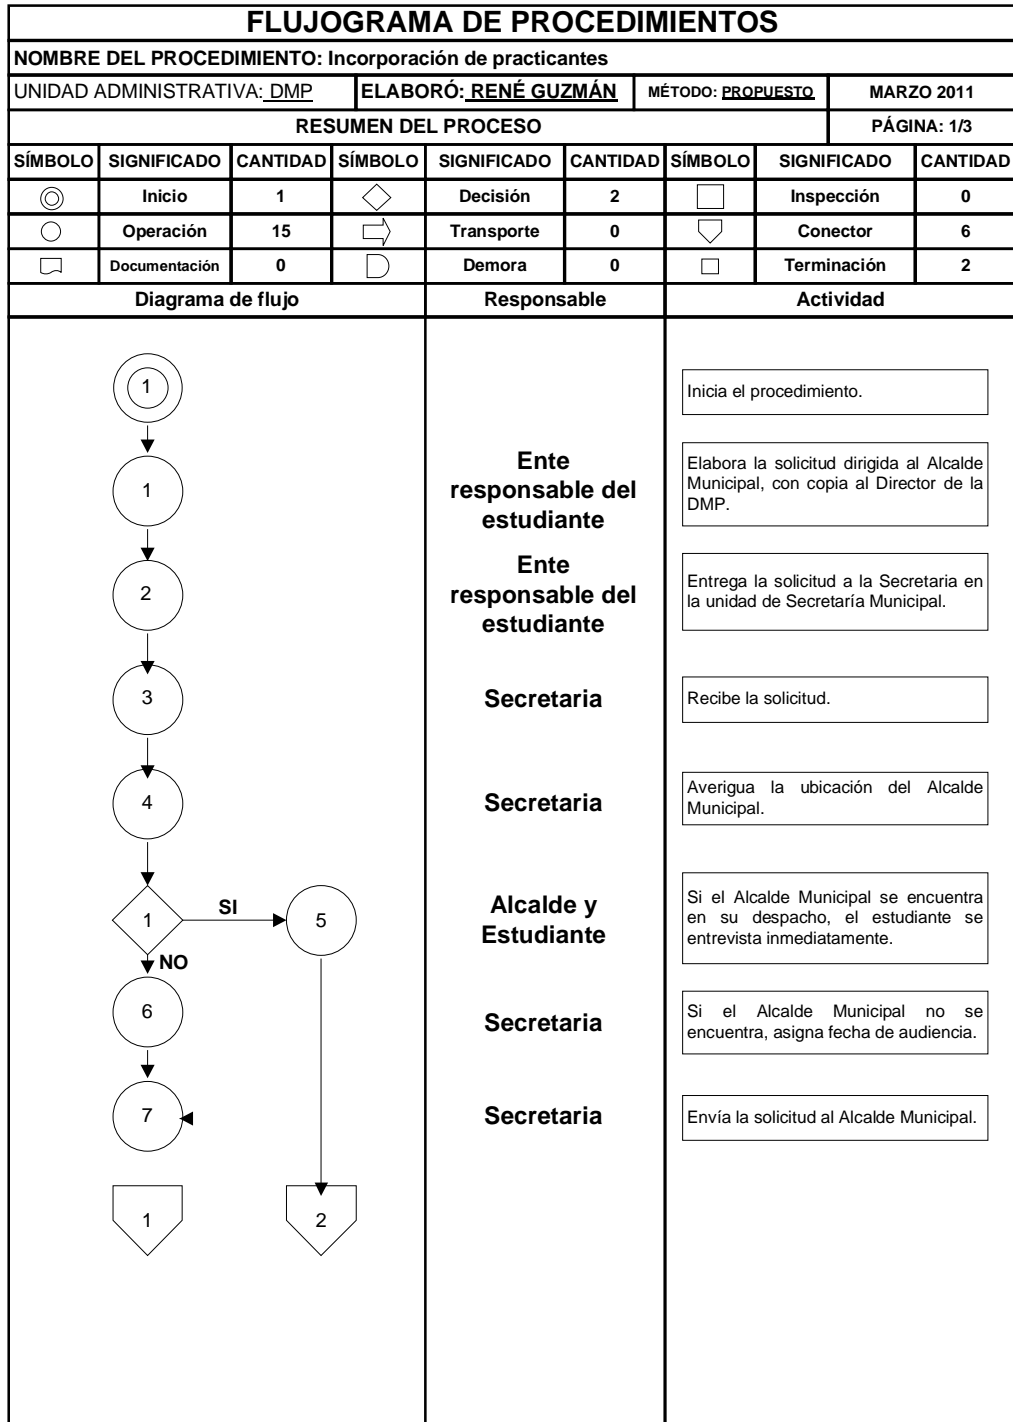 FLUJOGRAMA DE PROCEDIMIENTOS
NOMBRE DEL PROCEDIMIENTO: Incorporación de practicantes
UNIDAD ADMINISTRATIVA: DMP ELABORÓ: RENÉ GUZMÁN MÉTODO: PROPUESTO MARZO 2011
RESUMEN DEL PROCESO PÁGINA: 1/3
SÍMBOLO SIGNIFICADO CANTIDAD SÍMBOLO SIGNIFICADO CANTIDAD SÍMBOLO SIGNIFICADO CANTIDAD
Inicio 1 Decisión 2 Inspección 0
Operación 15 Transporte 0 Conector 6
Documentación 0 Demora 0 Terminación 2
Diagrama de flujo Responsable Actividad
1
Inicia el procedimiento.
1
Ente
responsable del
estudiante
Elabora la solicitud dirigida al Alcalde
Municipal, con copia al Director de la
DMP.
2
Ente
responsable del
estudiante
Entrega la solicitud a la Secretaria en
la unidad de Secretaría Municipal.
3
Secretaria
Recibe la solicitud.
4
Secretaria
Averigua la ubicación del Alcalde
Municipal.
1
SI
5
NO
Alcalde y
Estudiante
Si el Alcalde Municipal se encuentra
en su despacho, el estudiante se
entrevista inmediatamente.
6
Secretaria
Si el Alcalde Municipal no se
encuentra, asigna fecha de audiencia.
7
Secretaria
Envía la solicitud al Alcalde Municipal.
1
2